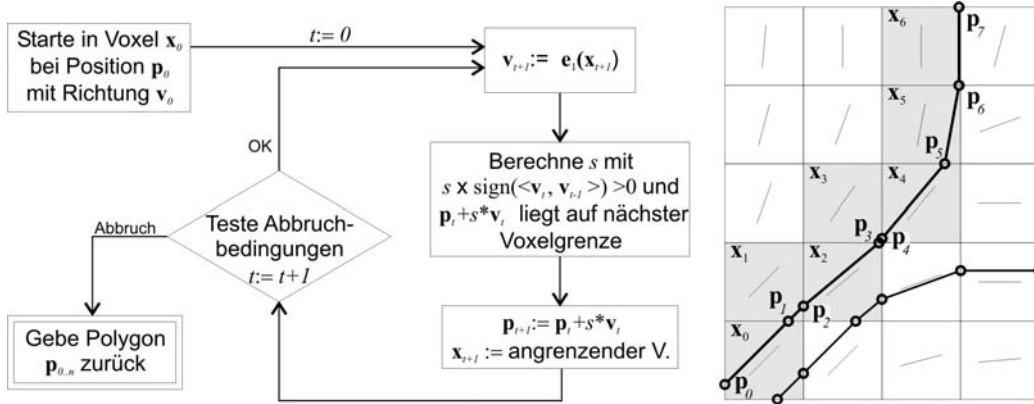 Starte in Voxel x₀
bei Position p₀
mit Richtung v₀
t:= 0
vₜ₊₁:= e₁(xₜ₊₁)
OK
Berechne s mit
s x sign(<vₜ, vₜ₋₁ >) >0 und
pₜ+s*vₜ liegt auf nächster
Voxelgrenze
Abbruch
Teste Abbruch-
bedingungen
t:= t+1
Gebe Polygon
p₀..ₙ zurück
pₜ₊₁:= pₜ+s*vₜ
xₜ₊₁ := angrenzender V.
x₆
p₇
x₅
p₆
p₅
x₃
x₄
p₃
p₄
x₁
x₂
p₁
p₂
x₀
p₀